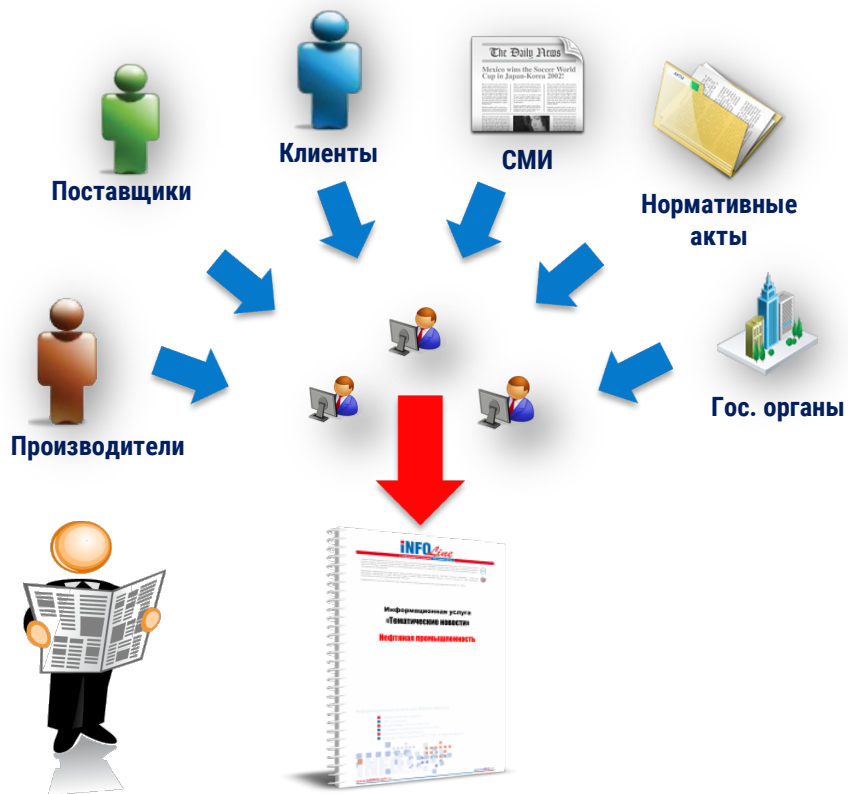 The Daily News
Mexico wins the Soccer World
Cup in Japan-Korea 2002!
Клиенты
СМИ
Поставщики
Нормативные
акты
Гос. органы
Производители
iNFOLine
Информационная услуга
«Тематические новости»
Нефтяная промышленность